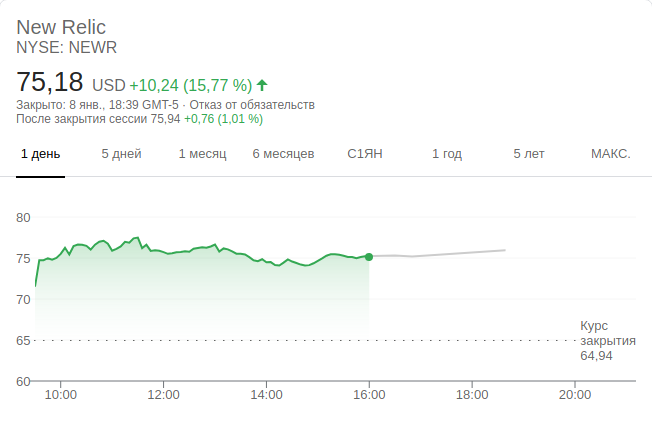 New Relic
NYSE: NEWR
75,18 USD +10,24 (15,77 %)
Закрыто: 8 янв., 18:39 GMT-5 · Отказ от обязательств
После закрытия сессии 75,94 +0,76 (1,01 %)
1 день 5 дней 1 месяц 6 месяцев С1ЯН 1 год 5 лет МАКС.
80
75
70
65
60
Курс
закрытия
64,94
10:00 12:00 14:00 16:00 18:00 20:00